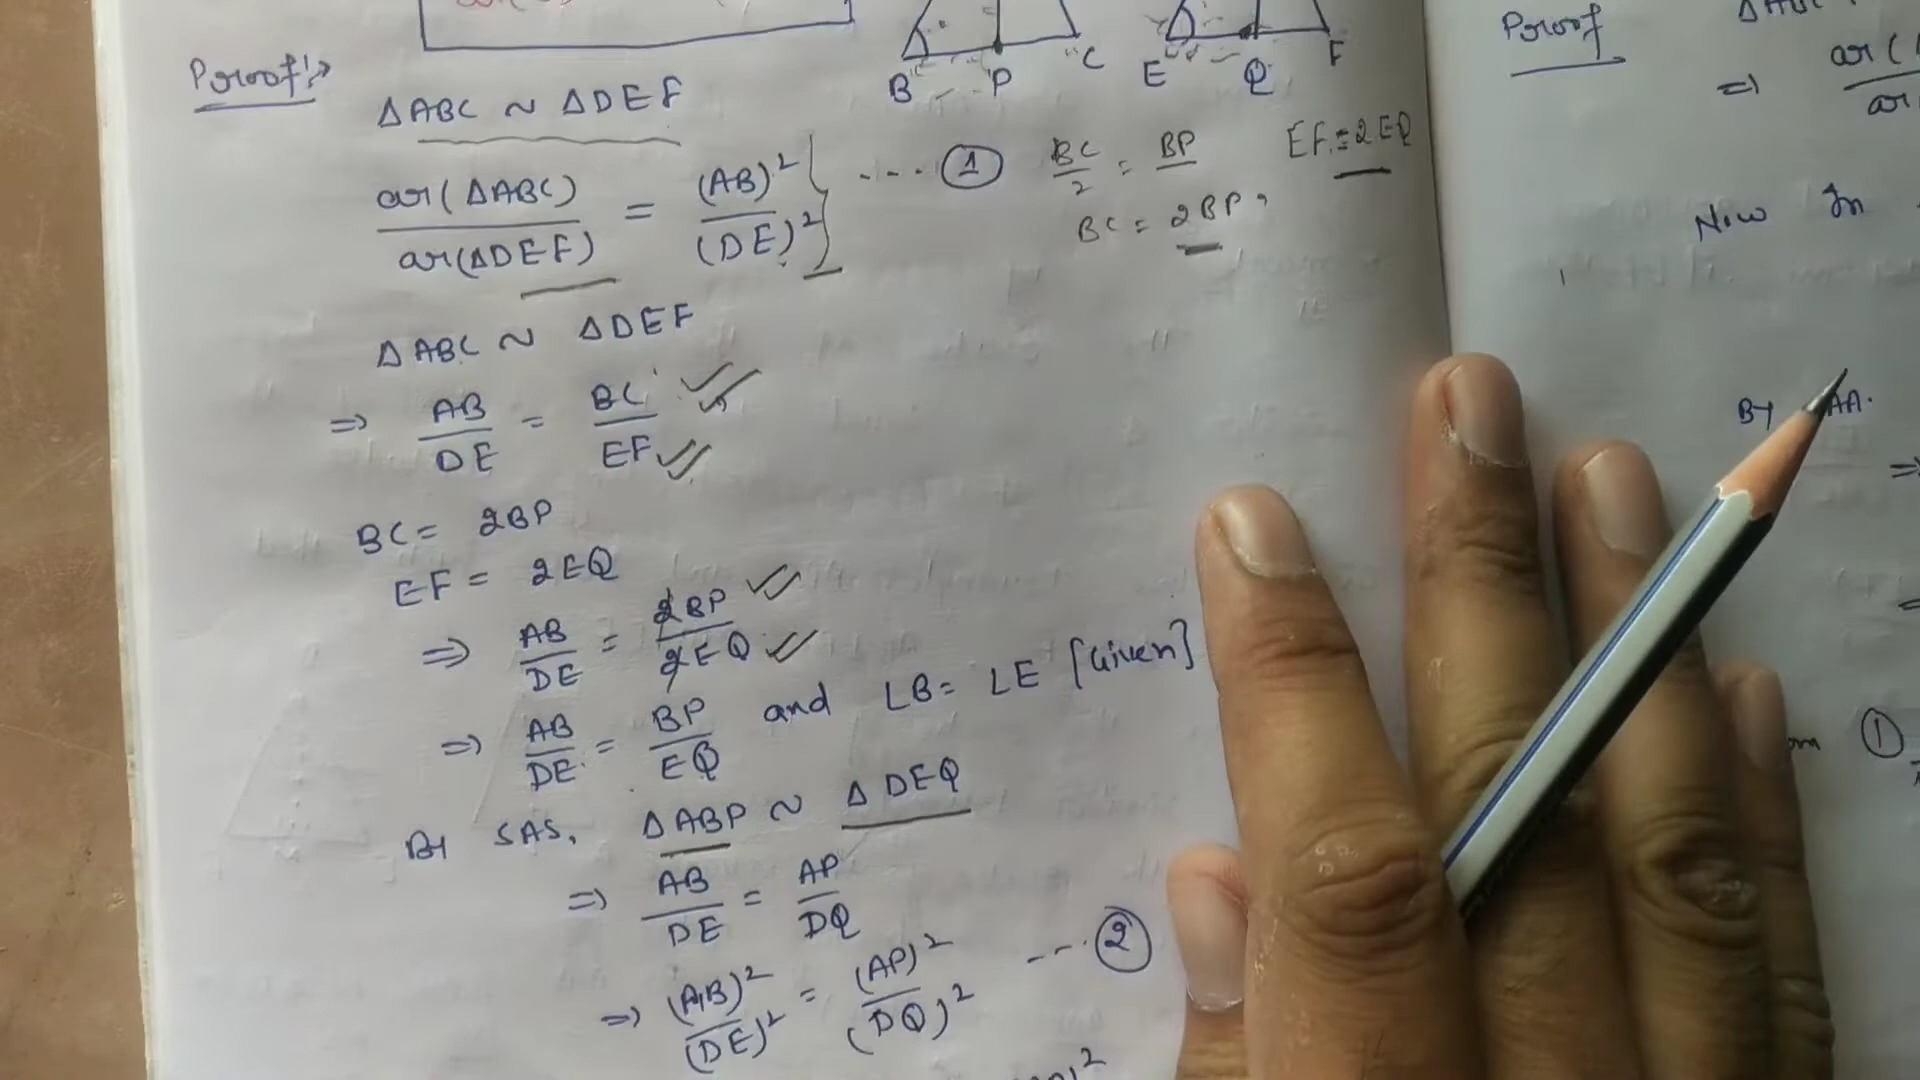 B P C E Q F
Proof:→
ΔABC ~ ΔDEF
ar(ΔABC)/ar(ΔDEF) = (AB)²/(DE)² ---- ①
BC/2 = BP
BC = 2BP,
EF = 2EQ
ΔABC ~ ΔDEF
⇒ AB/DE = BC/EF
BC = 2BP
EF = 2EQ
⇒ AB/DE = 2BP/2EQ
⇒ AB/DE = BP/EQ and ∠B = ∠E [Given]
By SAS, ΔABP ~ ΔDEQ
⇒ AB/DE = AP/DQ
⇒ (AB)²/(DE)² = (AP)²/(DQ)² --- ②
Proof
⇒ ar(
ar
Now In
By AA.
⇒
①